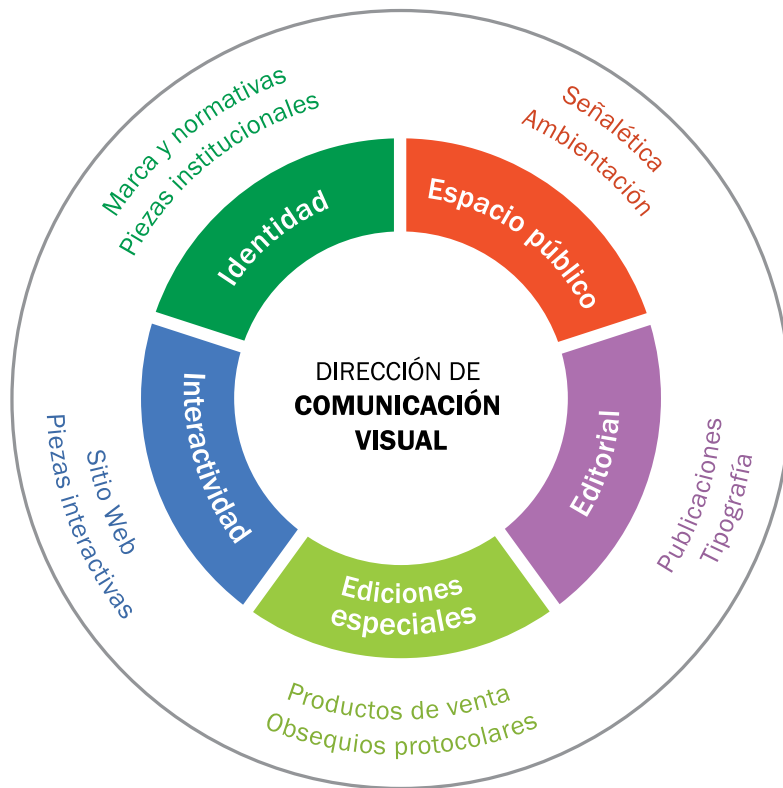 DIRECCIÓN DE
COMUNICACIÓN
VISUAL
Identidad
Marca y normativas
Piezas institucionales
Espacio público
Señalética
Ambientación
Editorial
Publicaciones
Tipografía
Ediciones
especiales
Productos de venta
Obsequios protocolares
Interactividad
Sitio Web
Piezas interactivas